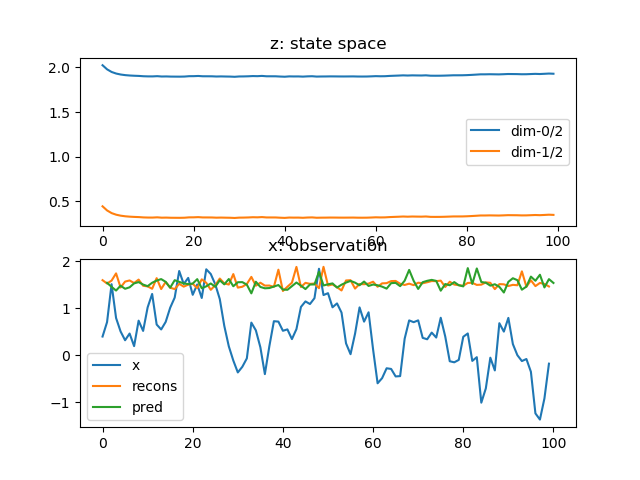 z: state space
2.0
1.5
1.0
0.5
dim-0/2
dim-1/2
0 20 40 60 80 100
x: observation
2
1
0
−1
x
recons
pred
0 20 40 60 80 100